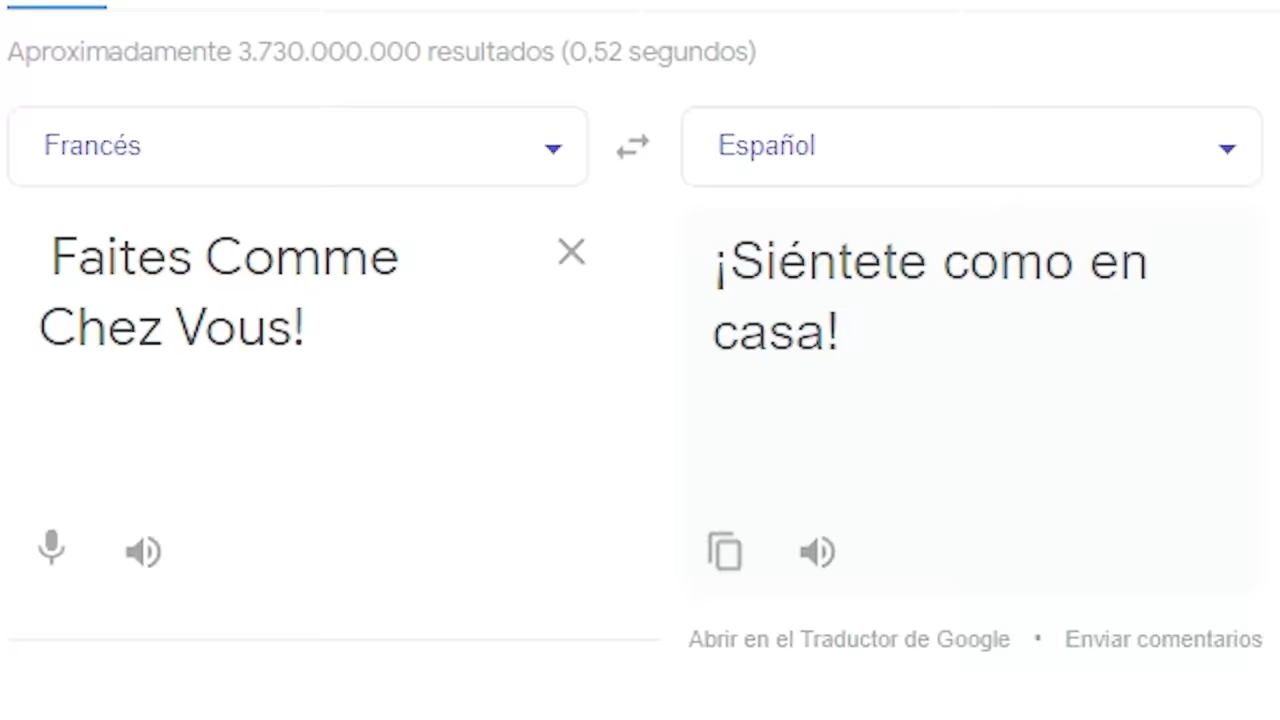 Aproximadamente 3.730.000.000 resultados (0,52 segundos)
Francés
Español
Faites Comme
Chez Vous!
¡Siéntete como en
casa!
Abrir en el Traductor de Google • Enviar comentarios